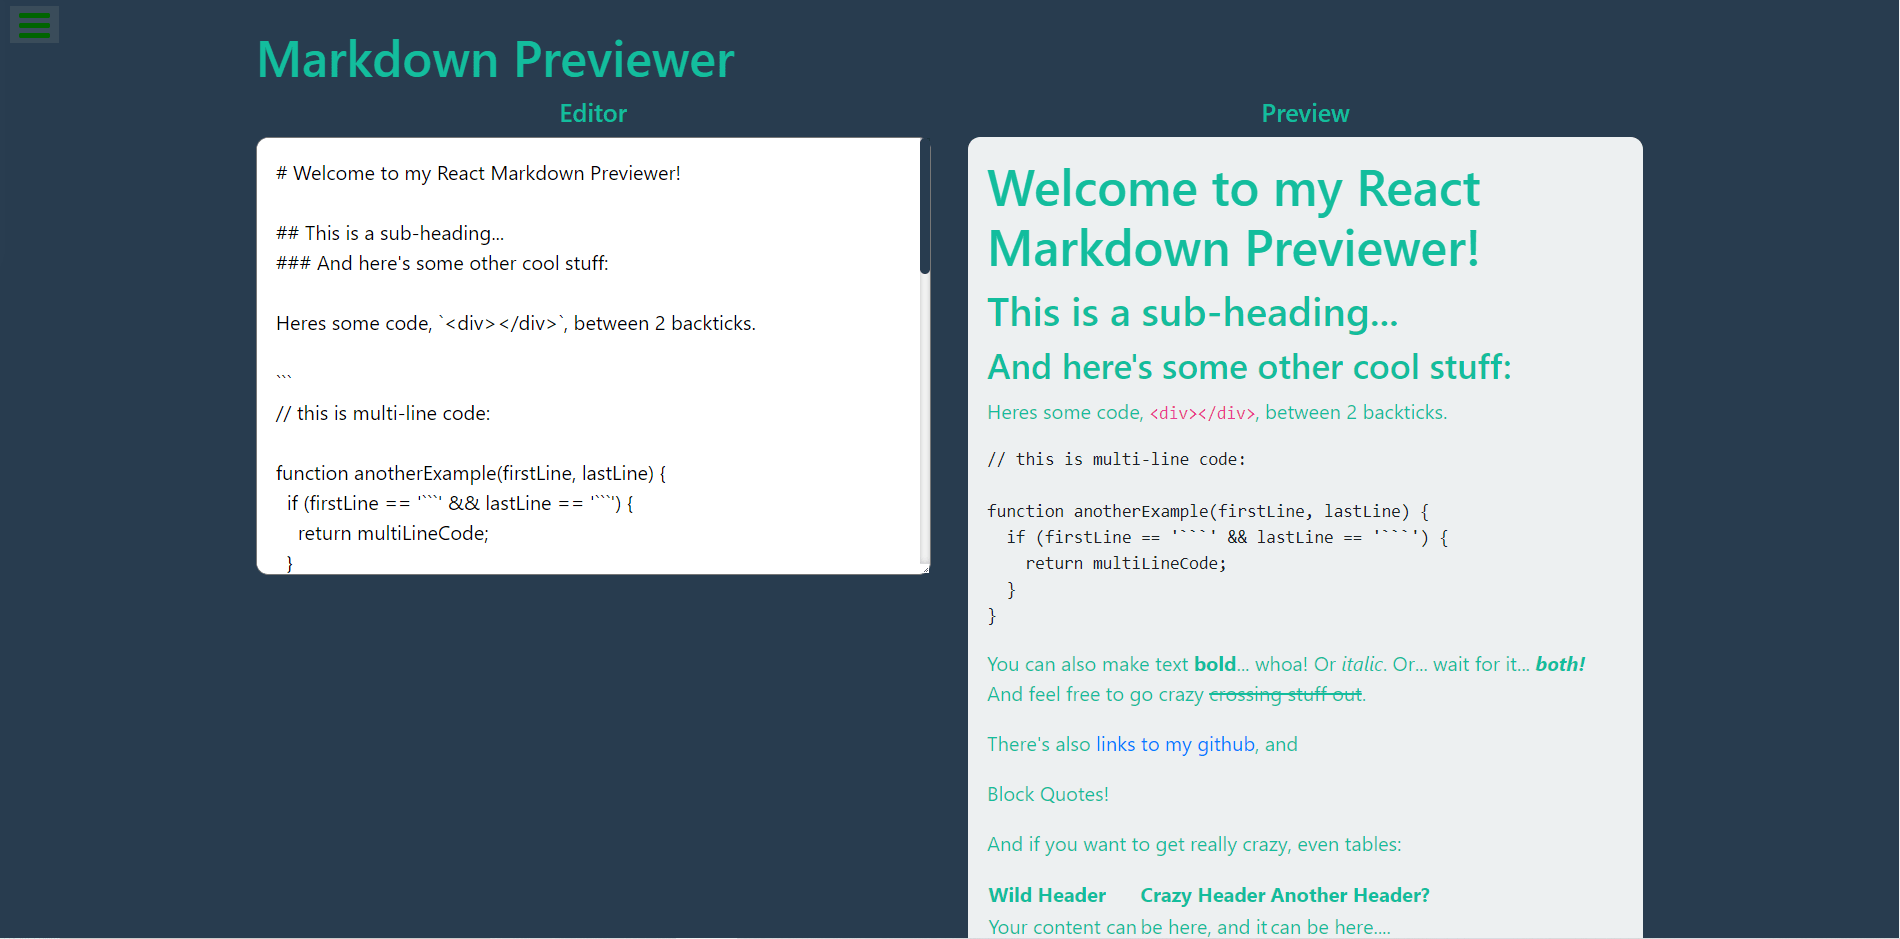 Markdown Previewer
Editor
# Welcome to my React Markdown Previewer!
## This is a sub-heading...
### And here's some other cool stuff:
Heres some code, `<div></div>`, between 2 backticks.
```
// this is multi-line code:
function anotherExample(firstLine, lastLine) {
  if (firstLine == '```' && lastLine == '```') {
    return multiLineCode;
  }
Preview
Welcome to my React
Markdown Previewer!
This is a sub-heading...
And here's some other cool stuff:
Heres some code, <div></div>, between 2 backticks.
// this is multi-line code:
function anotherExample(firstLine, lastLine) {
  if (firstLine == '```' && lastLine == '```') {
    return multiLineCode;
  }
}
You can also make text bold... whoa! Or italic. Or... wait for it... both!
And feel free to go crazy crossing stuff out.
There's also links to my github, and
Block Quotes!
And if you want to get really crazy, even tables:
Wild Header Crazy Header Another Header?
Your content can be here, and it can be here....